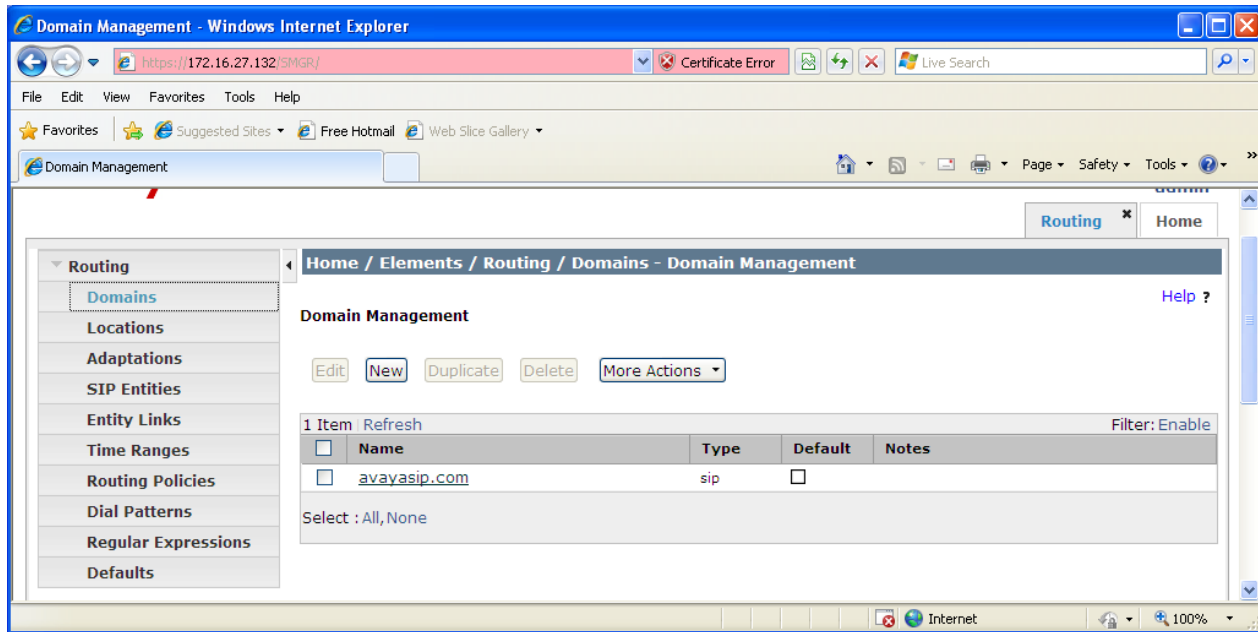 Domain Management - Windows Internet Explorer
https://172.16.27.132/SMGR/ Certificate Error Live Search
File Edit View Favorites Tools Help
Favorites Suggested Sites Free Hotmail Web Slice Gallery
Domain Management Page Safety Tools »
admin
Routing Home
Routing Home / Elements / Routing / Domains - Domain Management
Domains Help ?
Locations Domain Management
Adaptations Edit New Duplicate Delete More Actions
SIP Entities
Entity Links 1 Item Refresh Filter: Enable
Time Ranges Name Type Default Notes
Routing Policies avayasip.com sip
Dial Patterns Select : All, None
Regular Expressions
Defaults
Internet 100%